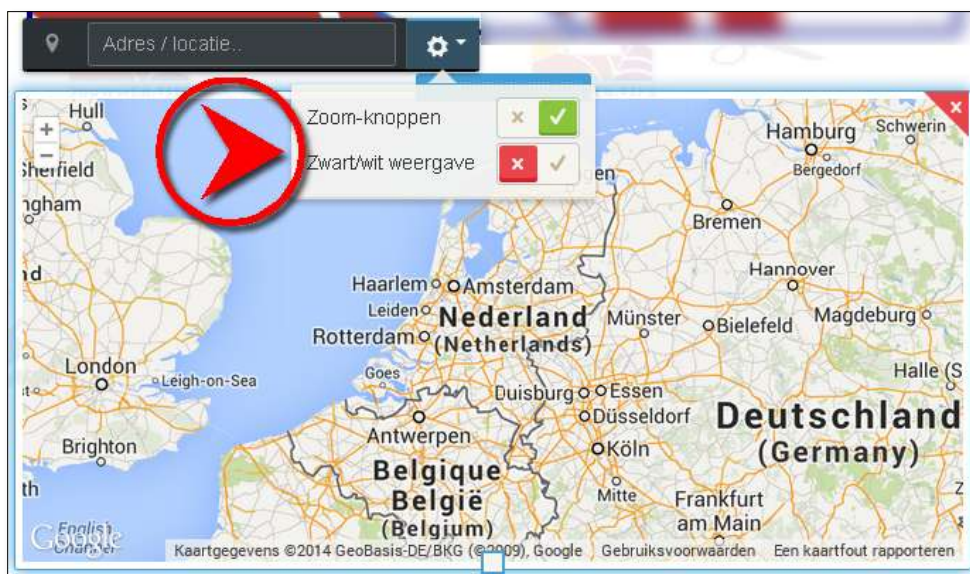 Adres / locatie..
Zoom-knoppen
Zwart/wit weergave
Hull
Hamburg
Schwerin
Bergedorf
Bremen
Hannover
Haarlem
Amsterdam
Leiden
Nederland
(Netherlands)
Münster
Bielefeld
Magdeburg
Rotterdam
London
Leigh-on-Sea
Goes
Duisburg
Essen
Halle (S
Düsseldorf
Deutschland
(Germany)
Brighton
Antwerpen
Köln
Belgique
België
(Belgium)
Mitte
Frankfurt
am Main
English
Channel
Google
Kaartgegevens ©2014 GeoBasis-DE/BKG (©2009), Google
Gebruiksvoorwaarden
Een kaartfout rapporteren